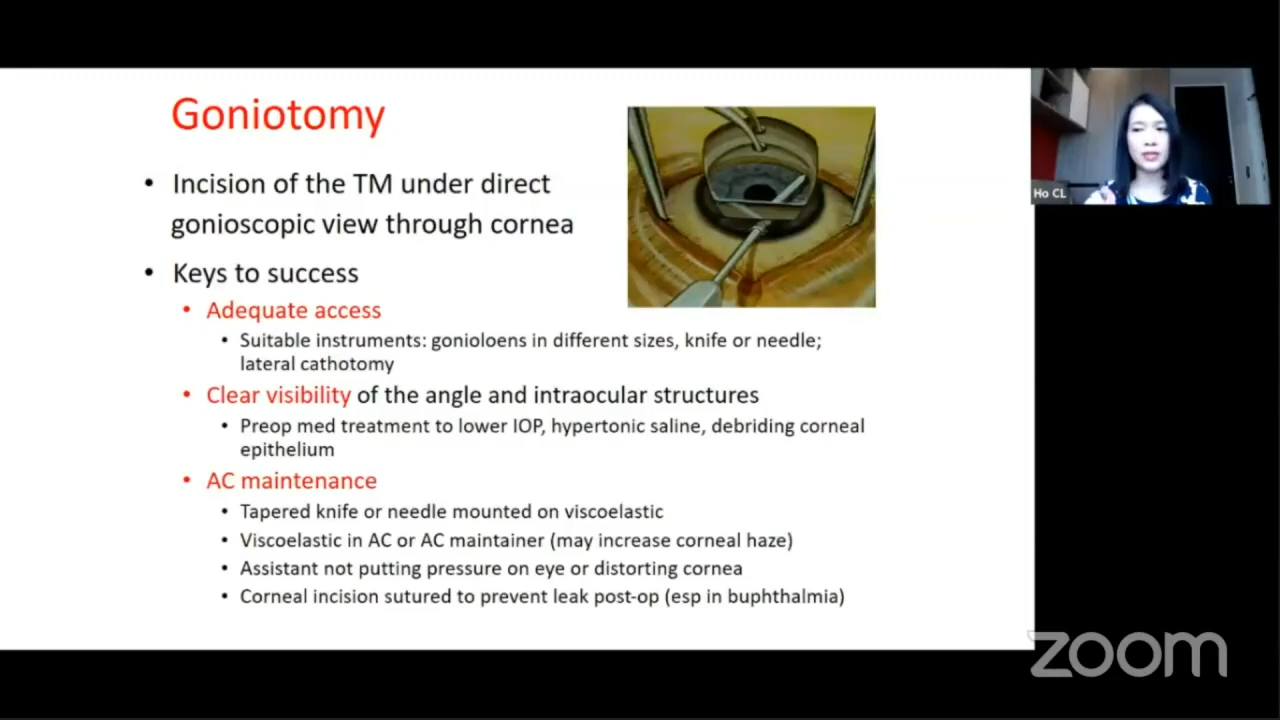 Goniotomy
• Incision of the TM under direct
gonioscopic view through cornea
• Keys to success
• Adequate access
• Suitable instruments: gonioloens in different sizes, knife or needle;
lateral cathotomy
• Clear visibility of the angle and intraocular structures
• Preop med treatment to lower IOP, hypertonic saline, debriding corneal
epithelium
• AC maintenance
• Tapered knife or needle mounted on viscoelastic
• Viscoelastic in AC or AC maintainer (may increase corneal haze)
• Assistant not putting pressure on eye or distorting cornea
• Corneal incision sutured to prevent leak post-op (esp in buphthalmia)
Ho CL
zoom